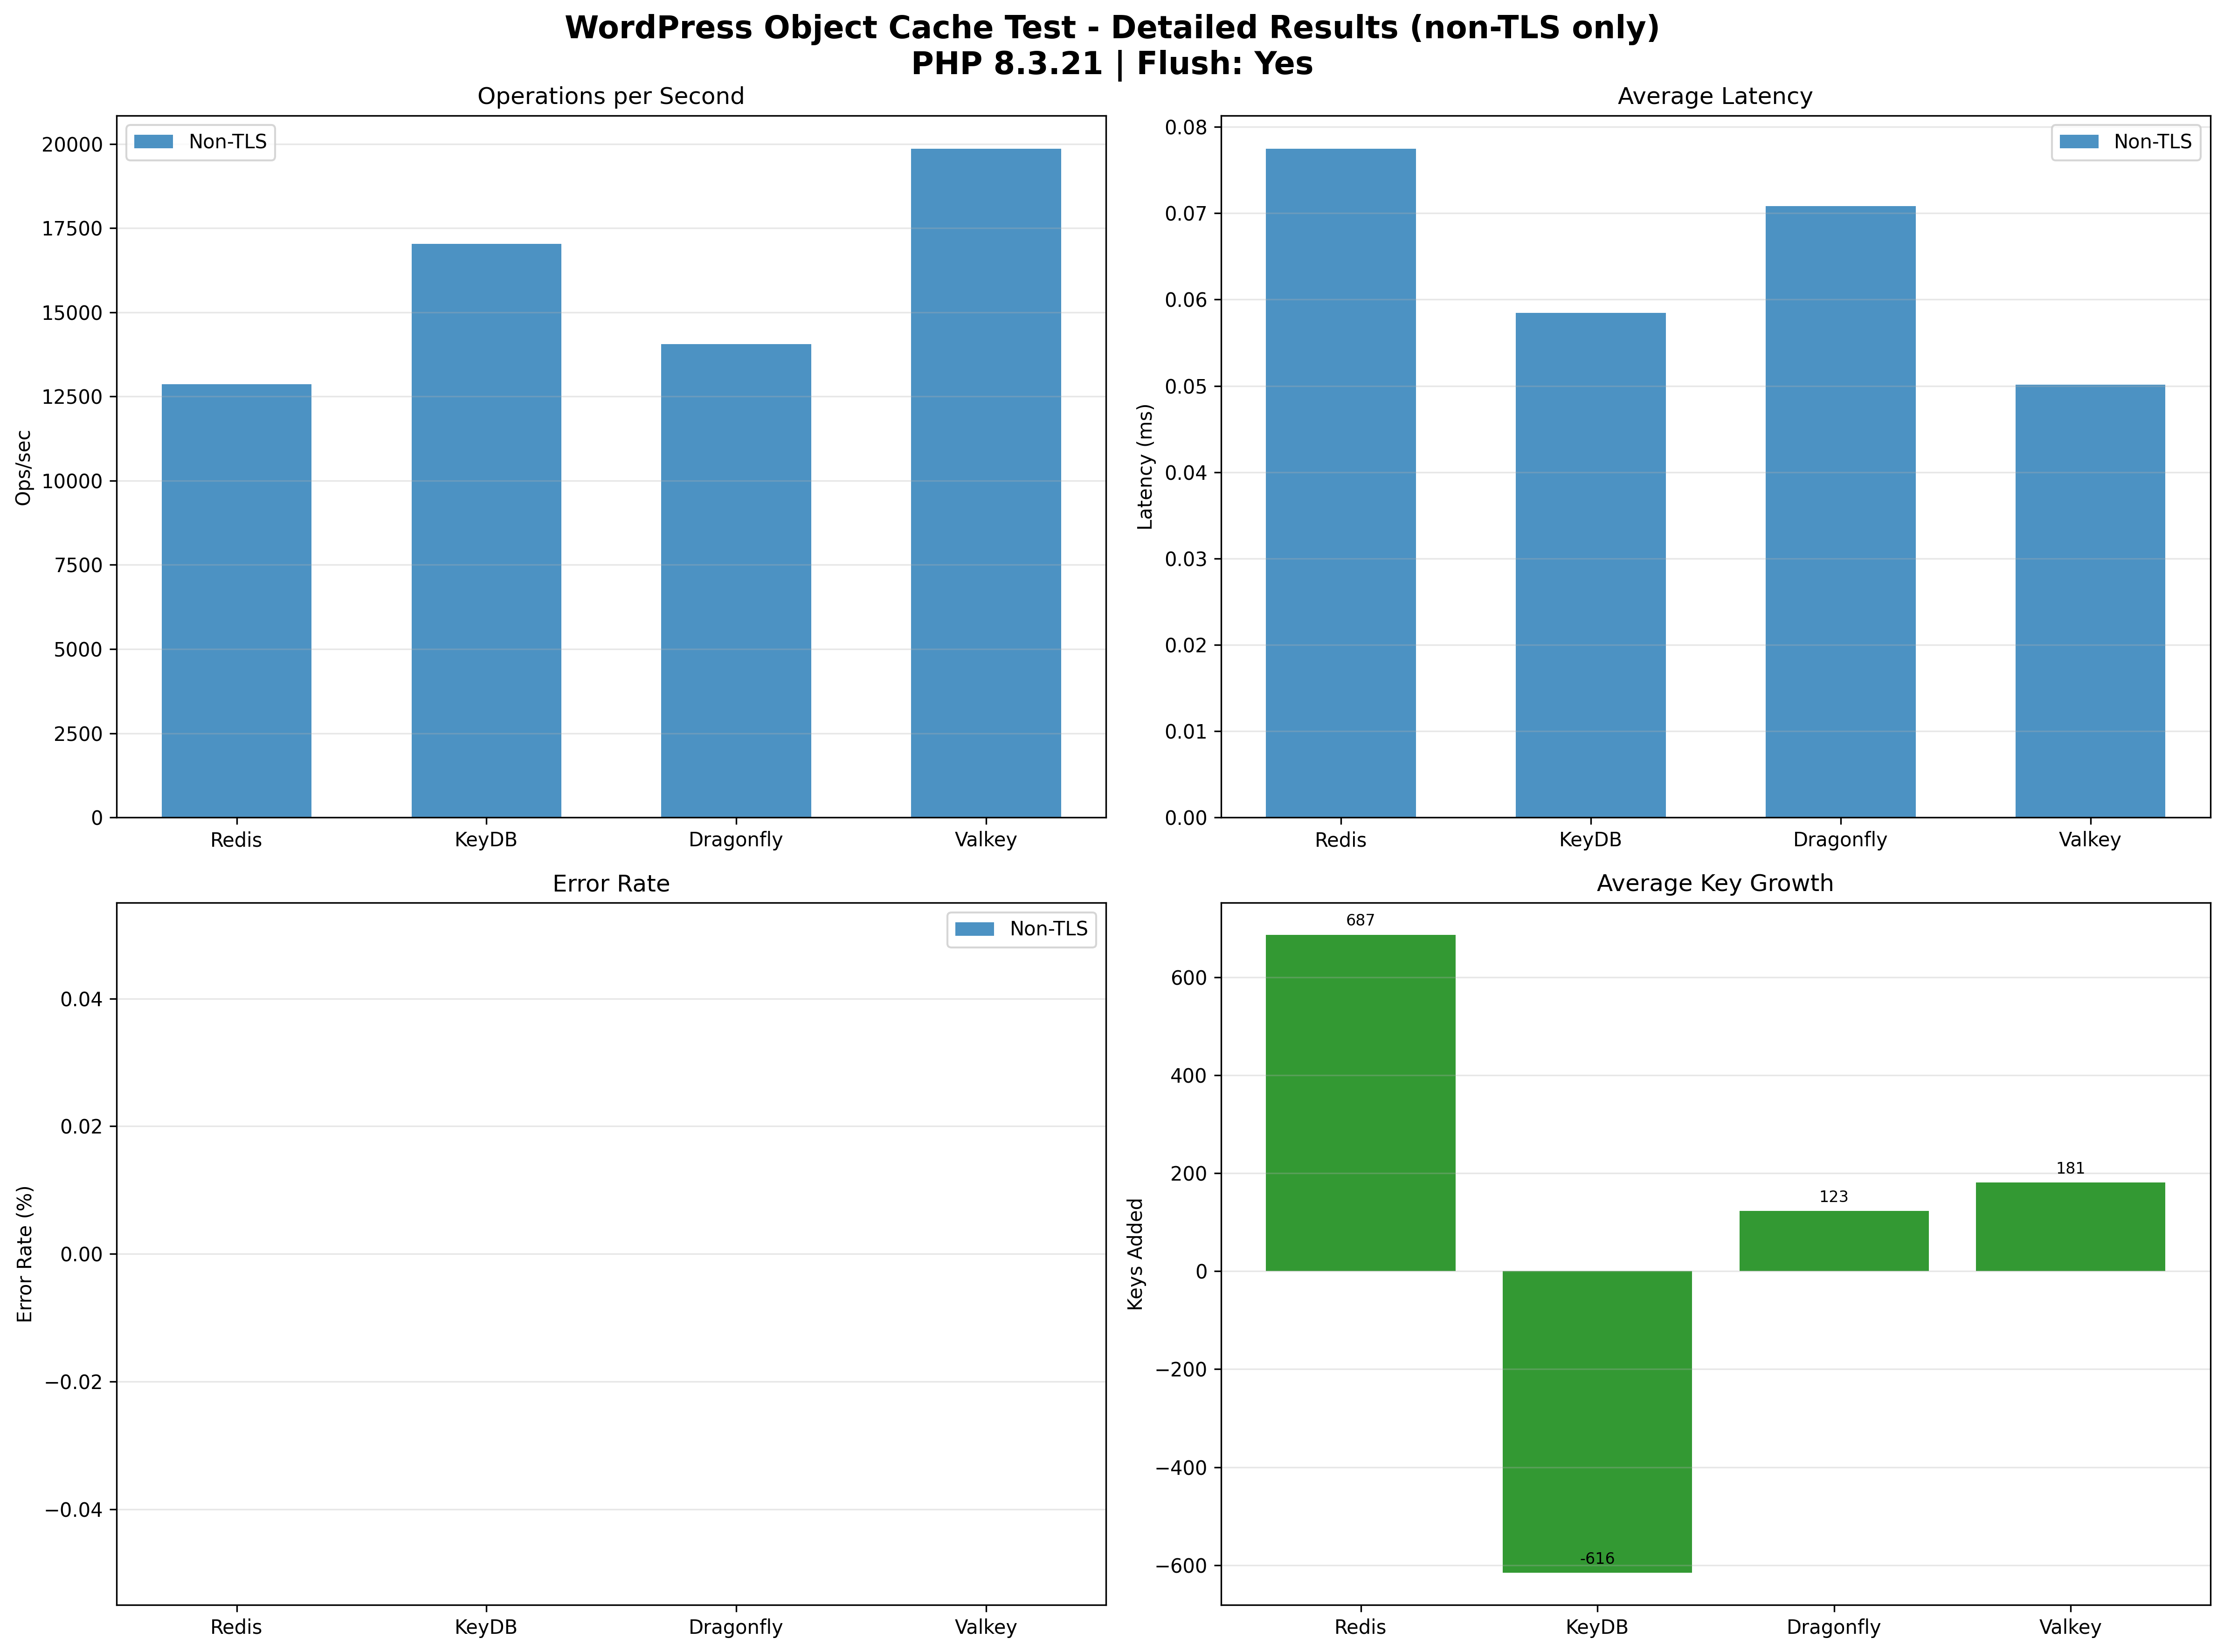 WordPress Object Cache Test - Detailed Results (non-TLS only)
PHP 8.3.21 | Flush: Yes
Operations per Second
Non-TLS
Ops/sec
20000
17500
15000
12500
10000
7500
5000
2500
0
Redis
KeyDB
Dragonfly
Valkey
Average Latency
Non-TLS
Latency (ms)
0.08
0.07
0.06
0.05
0.04
0.03
0.02
0.01
0.00
Redis
KeyDB
Dragonfly
Valkey
Error Rate
Non-TLS
Error Rate (%)
0.04
0.02
0.00
−0.02
−0.04
Redis
KeyDB
Dragonfly
Valkey
Average Key Growth
Keys Added
600
400
200
0
−200
−400
−600
687
-616
123
181
Redis
KeyDB
Dragonfly
Valkey